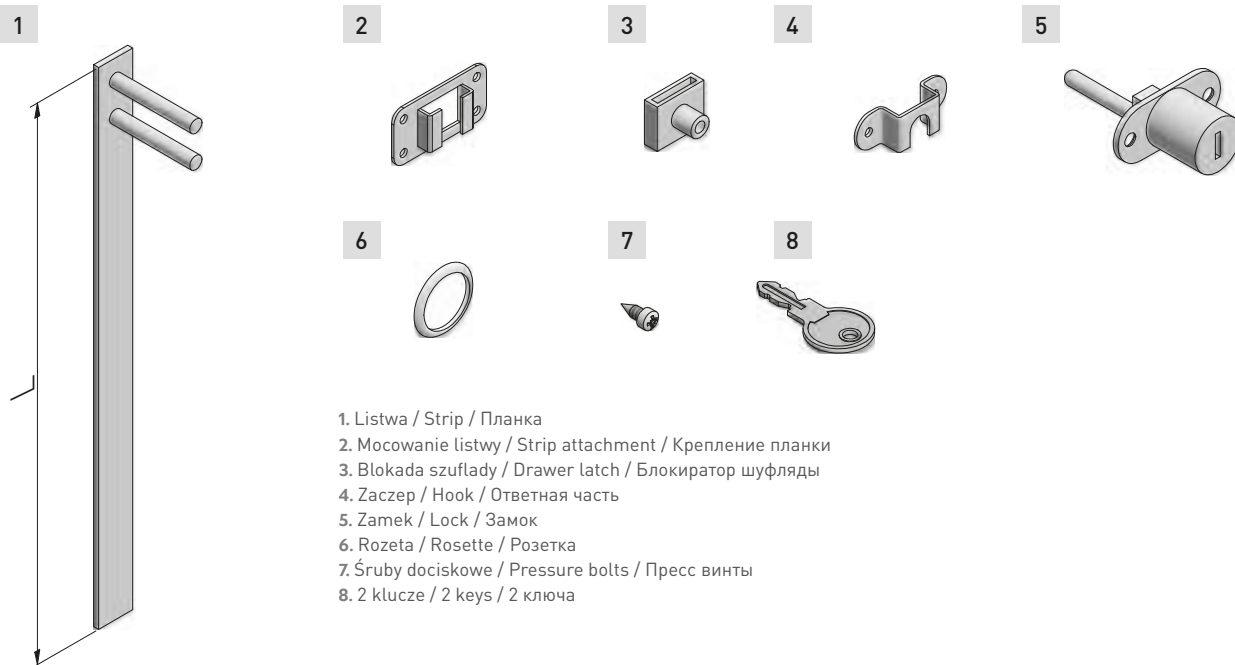 1
2
3
4
5
6
7
8
L
1. Listwa / Strip / Планка
2. Mocowanie listwy / Strip attachment / Крепление планки
3. Blokada szuflady / Drawer latch / Блокиратор шуфляды
4. Zaczep / Hook / Ответная часть
5. Zamek / Lock / Замок
6. Rozeta / Rosette / Розетка
7. Śruby dociskowe / Pressure bolts / Пресс винты
8. 2 klucze / 2 keys / 2 ключа